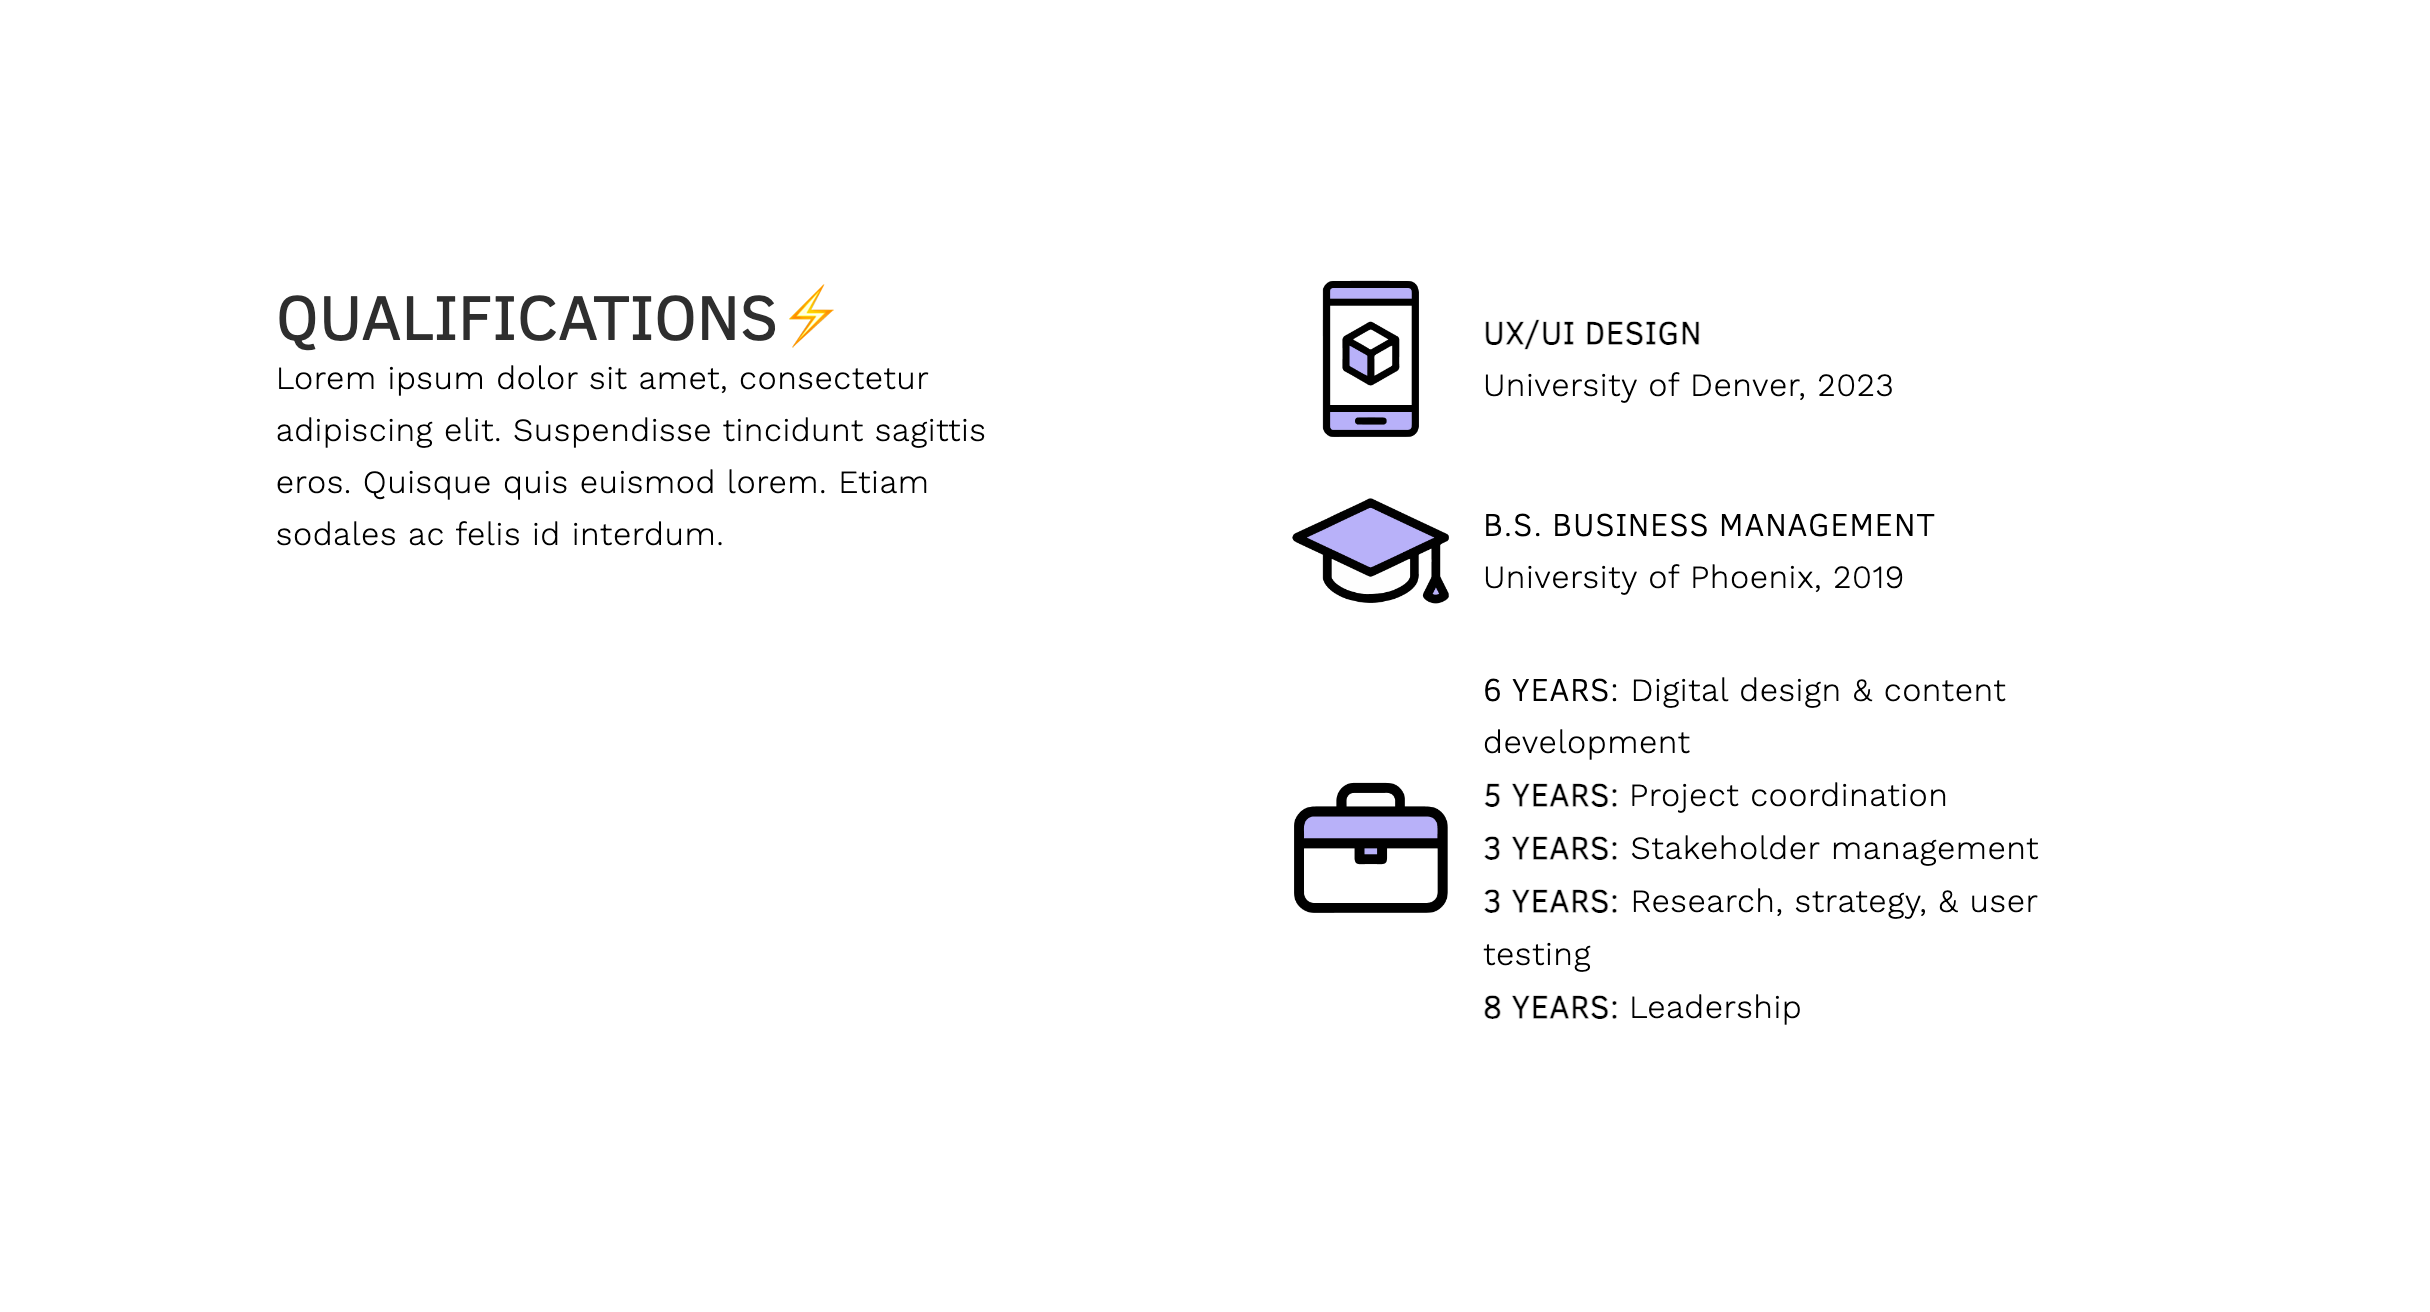 QUALIFICATIONS⚡
Lorem ipsum dolor sit amet, consectetur
adipiscing elit. Suspendisse tincidunt sagittis
eros. Quisque quis euismod lorem. Etiam
sodales ac felis id interdum.
UX/UI DESIGN
University of Denver, 2023
B.S. BUSINESS MANAGEMENT
University of Phoenix, 2019
6 YEARS: Digital design & content
development
5 YEARS: Project coordination
3 YEARS: Stakeholder management
3 YEARS: Research, strategy, & user
testing
8 YEARS: Leadership